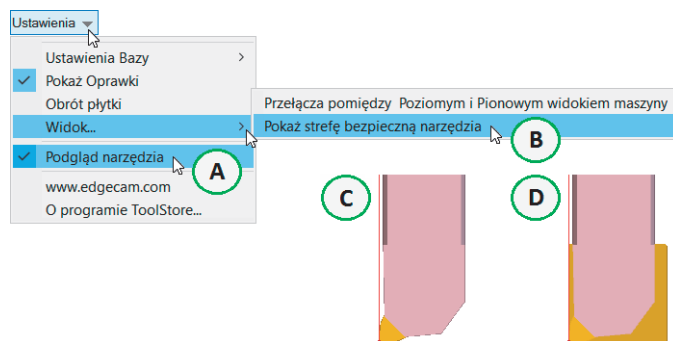 Ustawienia
Ustawienia Bazy
Pokaż Oprawki
Obrót płytki
Widok...
Podgląd narzędzia
www.edgecam.com
O programie ToolStore...
Przełącza pomiędzy Poziomym i Pionowym widokiem maszyny
Pokaż strefę bezpieczną narzędzia
A
B
C
D